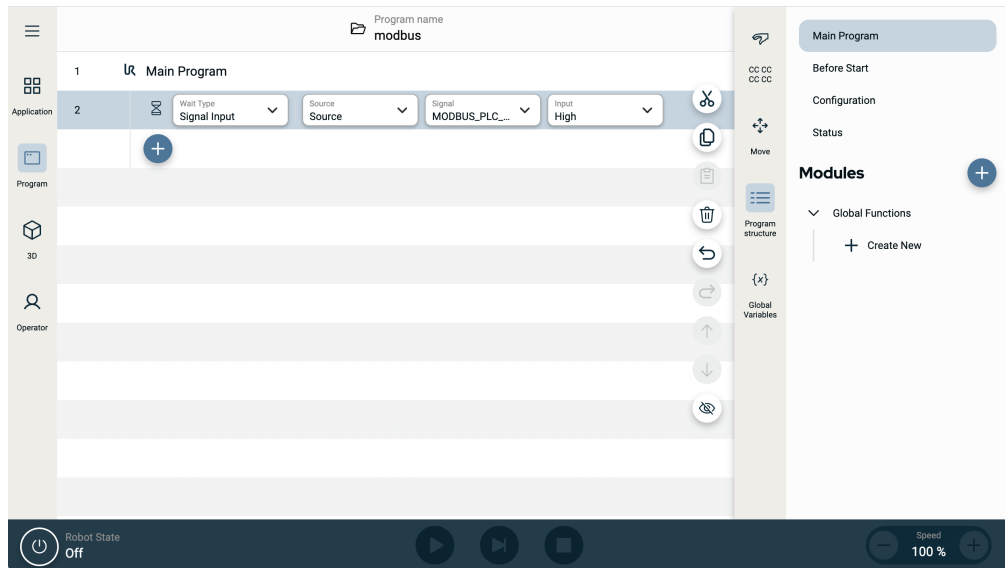 Program name
modbus
Application
Program
3D
Operator
1
Main Program
2
Wait Type
Signal Input
Source
Source
Signal
MODBUS_PLC_...
Input
High
CC CC
CC CC
Move
Program
structure
{x}
Global
Variables
Main Program
Before Start
Configuration
Status
Modules
Global Functions
Create New
Robot State
Off
Speed
100 %